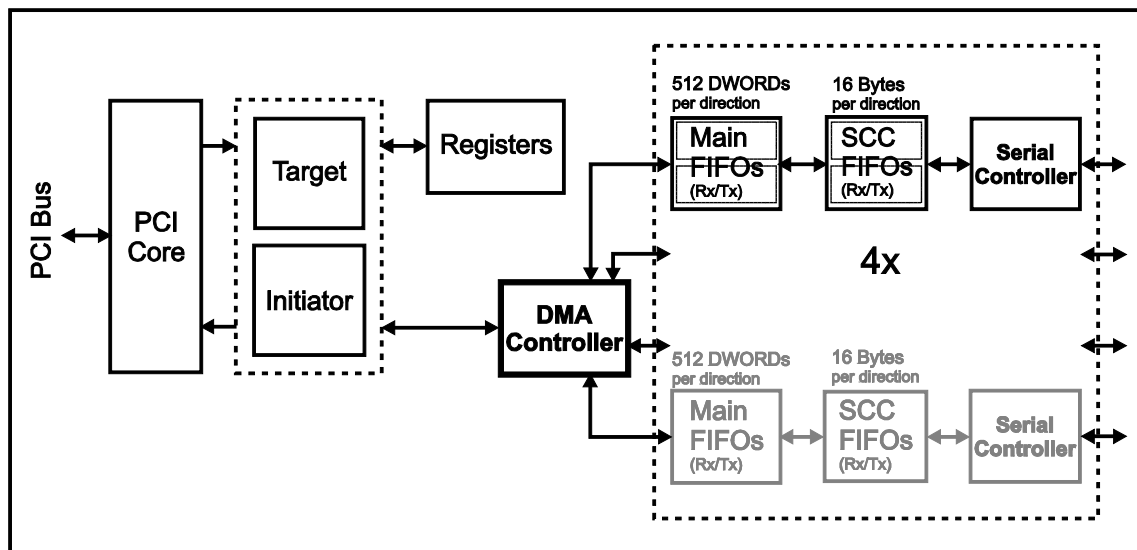 PCI Bus
PCI
Core
Target
Initiator
Registers
DMA
Controller
512 DWORDs
per direction
Main
FIFOs
(Rx/Tx)
16 Bytes
per direction
SCC
FIFOs
(Rx/Tx)
Serial
Controller
4x
512 DWORDs
per direction
Main
FIFOs
(Rx/Tx)
16 Bytes
per direction
SCC
FIFOs
(Rx/Tx)
Serial
Controller